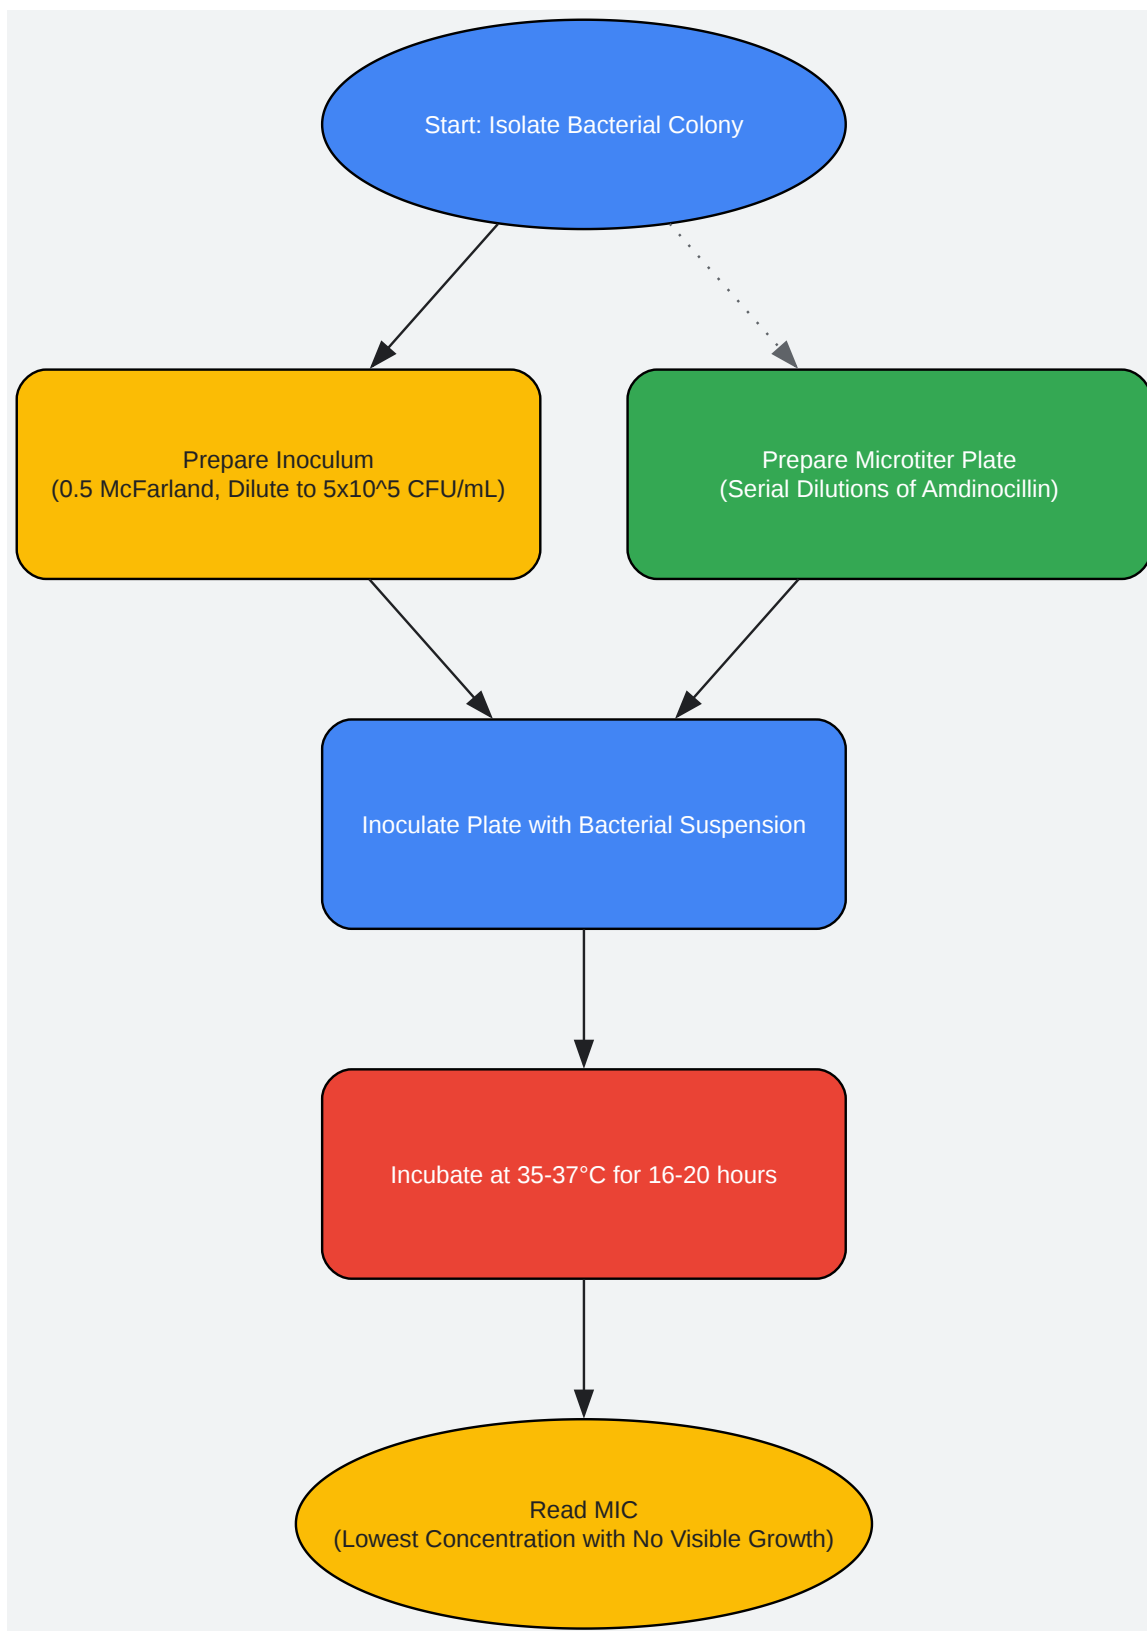 Start: Isolate Bacterial Colony
Prepare Inoculum
(0.5 McFarland, Dilute to 5x10^5 CFU/mL)
Prepare Microtiter Plate
(Serial Dilutions of Amdinocillin)
Inoculate Plate with Bacterial Suspension
Incubate at 35-37°C for 16-20 hours
Read MIC
(Lowest Concentration with No Visible Growth)